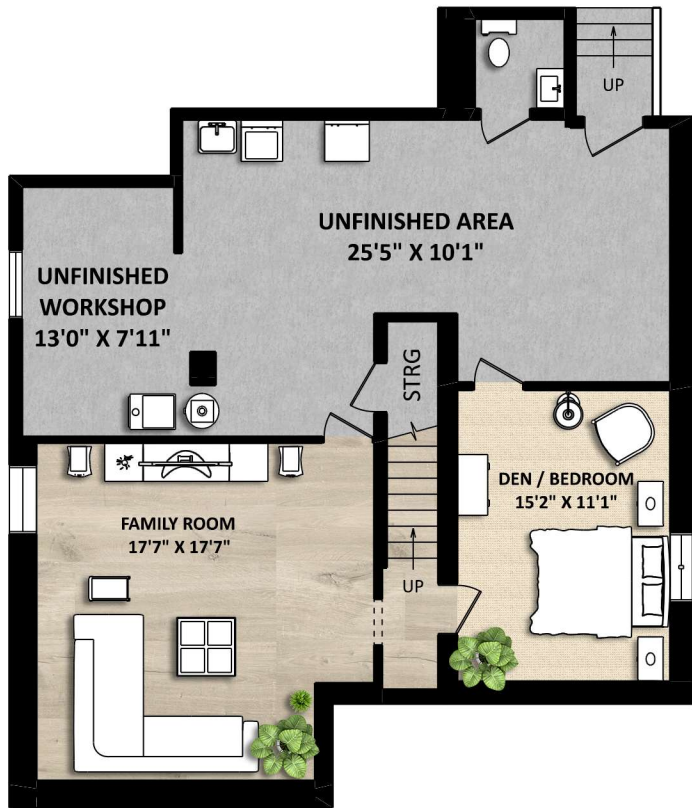 UP
UNFINISHED AREA
25'5" X 10'1"
UNFINISHED
WORKSHOP
13'0" X 7'11"
STRG
DEN / BEDROOM
15'2" X 11'1"
FAMILY ROOM
17'7" X 17'7"
UP